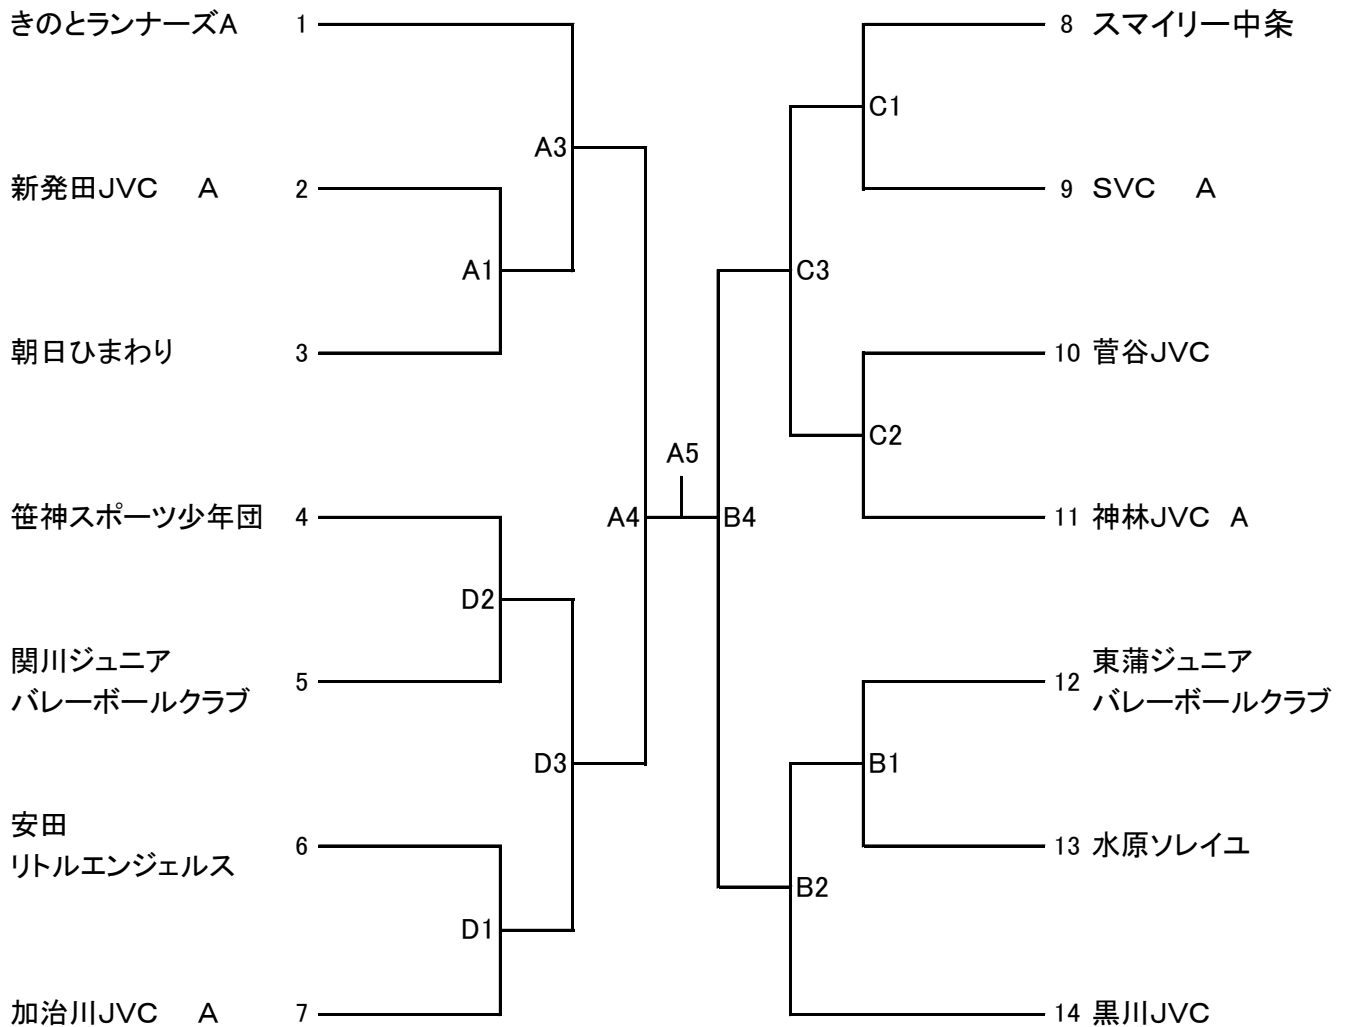 きのとランナーズA 1
A3
新発田JVC A 2
A1
朝日ひまわり 3
笹神スポーツ少年団 4
D2
関川ジュニア
バレーボールクラブ 5
D3
安田
リトルエンジェルス 6
D1
加治川JVC A 7
A4
A5
B4
8 スマイリー中条
C1
9 SVC A
C3
10 菅谷JVC
C2
11 神林JVC A
12 東蒲ジュニア
バレーボールクラブ
B1
13 水原ソレイユ
B2
14 黒川JVC